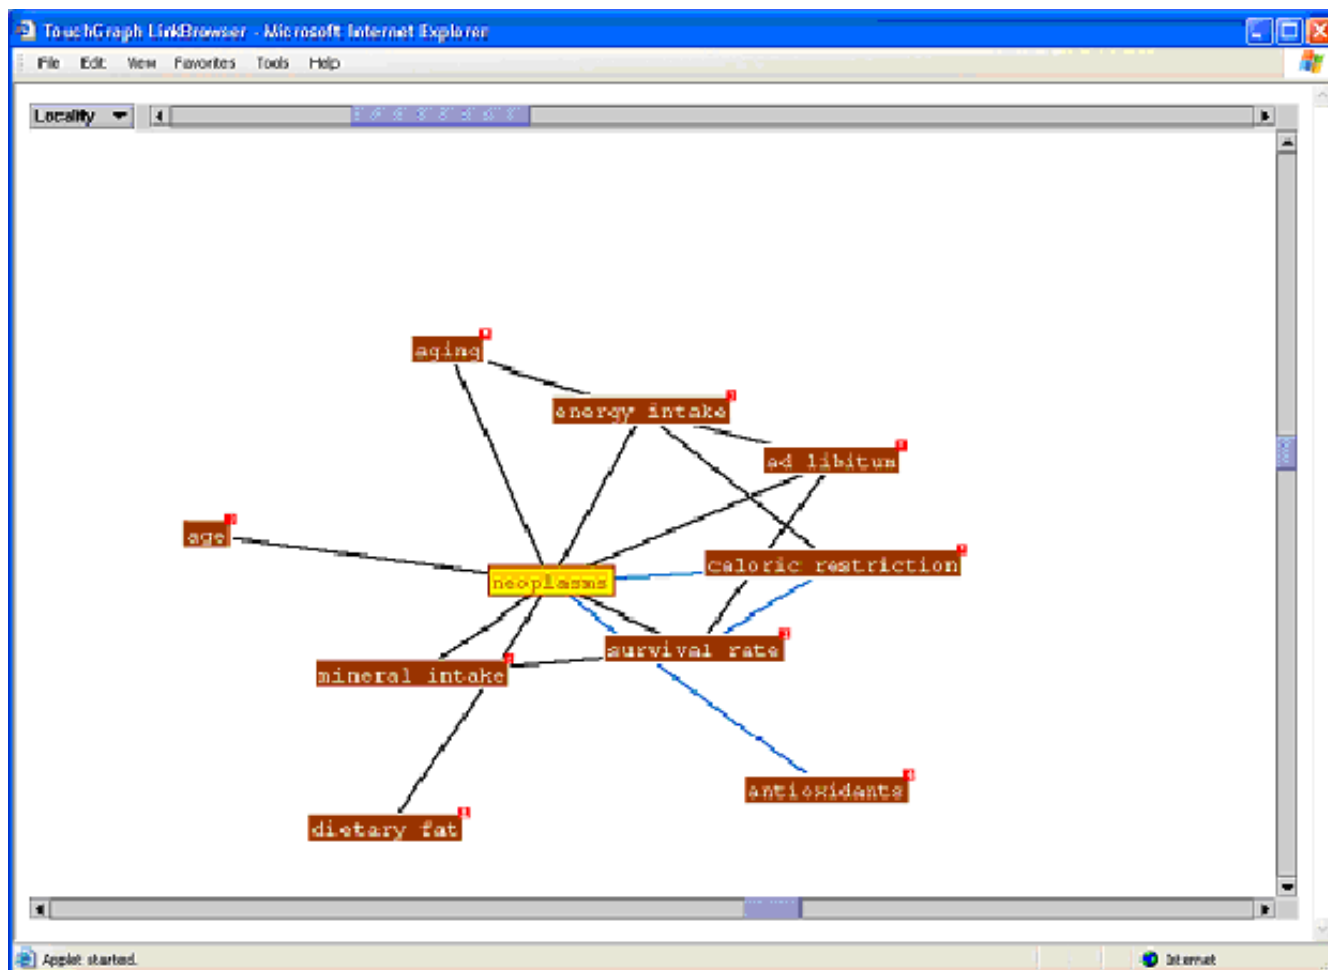 TouchGraph LinkBrowser - Microsoft Internet Explorer
File Edit View Favorites Tools Help
Locality
aging
energy intake
ad libitum
age
caloric restriction
neoplasms
survival rate
mineral intake
antioxidants
dietary fat
Applet started.
Internet